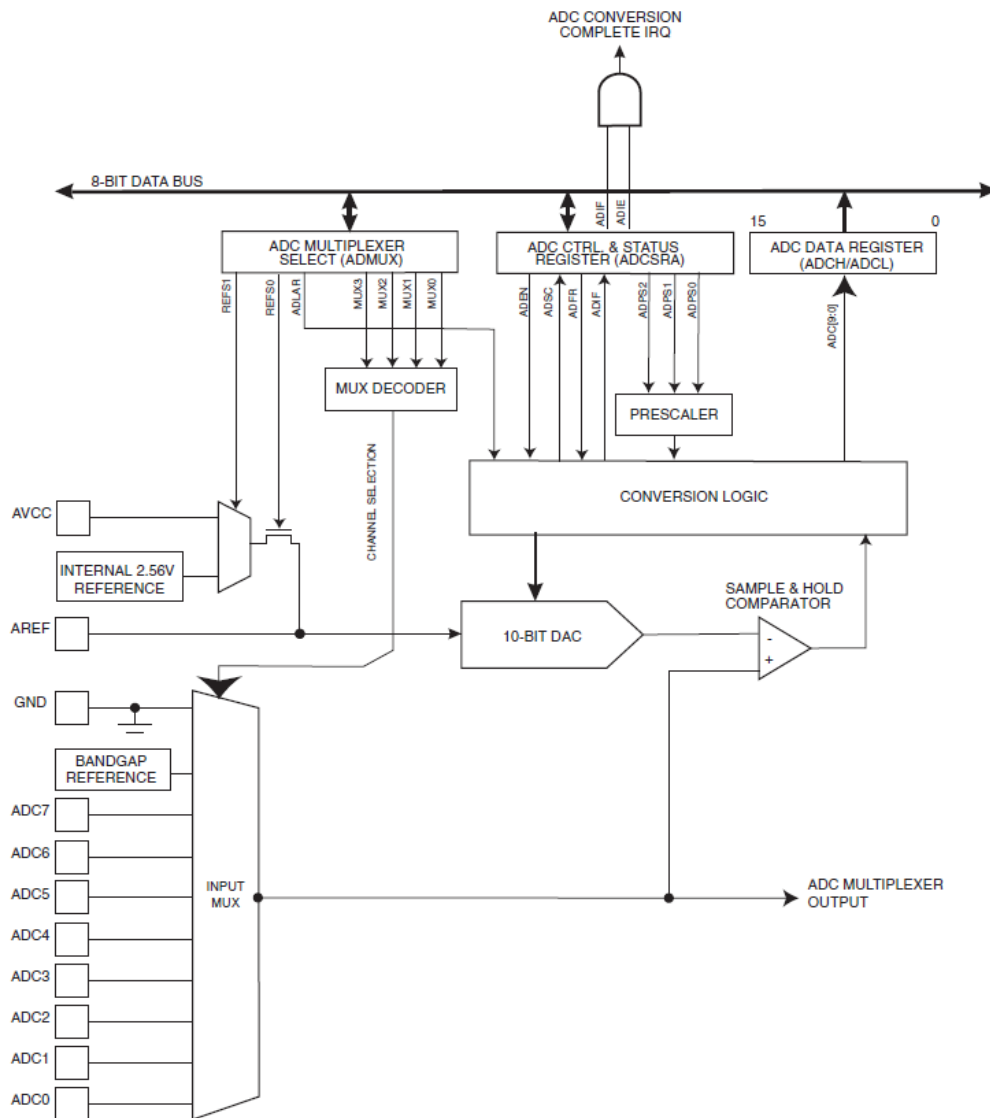 ADC CONVERSION
COMPLETE IRQ
8-BIT DATA BUS
ADIF
ADIE
15
0
ADC MULTIPLEXER
SELECT (ADMUX)
ADC CTRL. & STATUS
REGISTER (ADCSRA)
ADC DATA REGISTER
(ADCH/ADCL)
REFS1
REFS0
ADLAR
MUX3
MUX2
MUX1
MUX0
ADEN
ADSC
ADFR
ADIF
ADPS2
ADPS1
ADPS0
ADC[9:0]
MUX DECODER
PRESCALER
CHANNEL SELECTION
CONVERSION LOGIC
AVCC
INTERNAL 2.56V
REFERENCE
SAMPLE & HOLD
COMPARATOR
AREF
10-BIT DAC
-
+
GND
BANDGAP
REFERENCE
ADC7
ADC6
ADC5
INPUT
MUX
ADC MULTIPLEXER
OUTPUT
ADC4
ADC3
ADC2
ADC1
ADC0